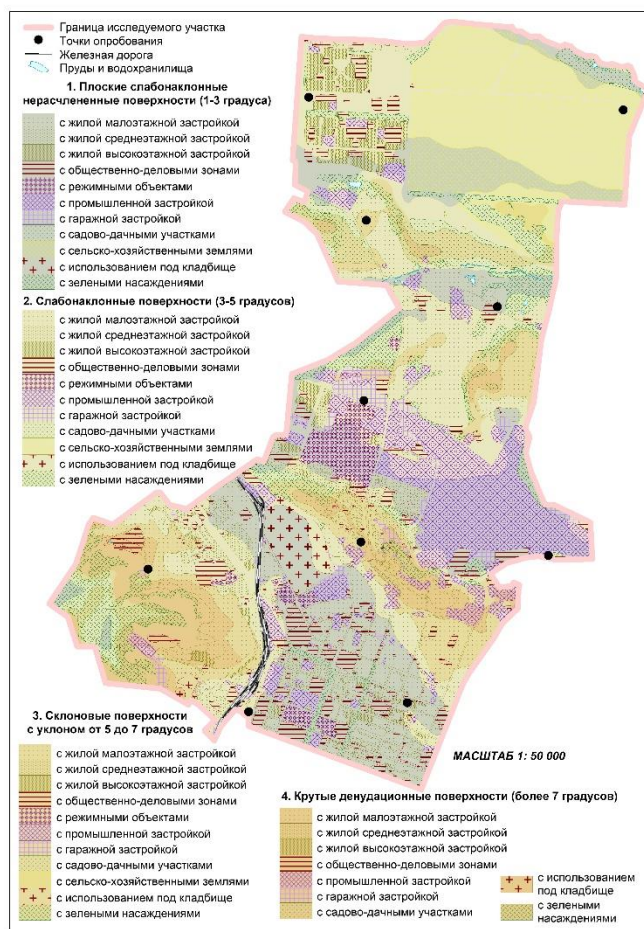 Граница исследуемого участка
Точки опробования
Железная дорога
Пруды и водохранилища
1. Плоские слабонаклонные
нерасчлененные поверхности (1-3 градуса)
с жилой малоэтажной застройкой
с жилой среднеэтажной застройкой
с жилой высокоэтажной застройкой
с общественно-деловыми зонами
с режимными объектами
с промышленной застройкой
с гаражной застройкой
с садово-дачными участками
с сельско-хозяйственными землями
с использованием под кладбище
с зелеными насаждениями
2. Слабонаклонные поверхности (3-5 градусов)
с жилой малоэтажной застройкой
с жилой среднеэтажной застройкой
с жилой высокоэтажной застройкой
с общественно-деловыми зонами
с режимными объектами
с промышленной застройкой
с гаражной застройкой
с садово-дачными участками
с сельско-хозяйственными землями
с использованием под кладбище
с зелеными насаждениями
3. Склоновые поверхности
с уклоном от 5 до 7 градусов
с жилой малоэтажной застройкой
с жилой среднеэтажной застройкой
с жилой высокоэтажной застройкой
с общественно-деловыми зонами
с режимными объектами
с промышленной застройкой
с гаражной застройкой
с садово-дачными участками
с сельско-хозяйственными землями
с использованием под кладбище
с зелеными насаждениями
МАСШТАБ 1: 50 000
4. Крутые денудационные поверхности (более 7 градусов)
с жилой малоэтажной застройкой
с жилой среднеэтажной застройкой
с жилой высокоэтажной застройкой
с общественно-деловыми зонами
с промышленной застройкой
с гаражной застройкой
с садово-дачными участками
с использованием
под кладбище
с зелеными
насаждениями